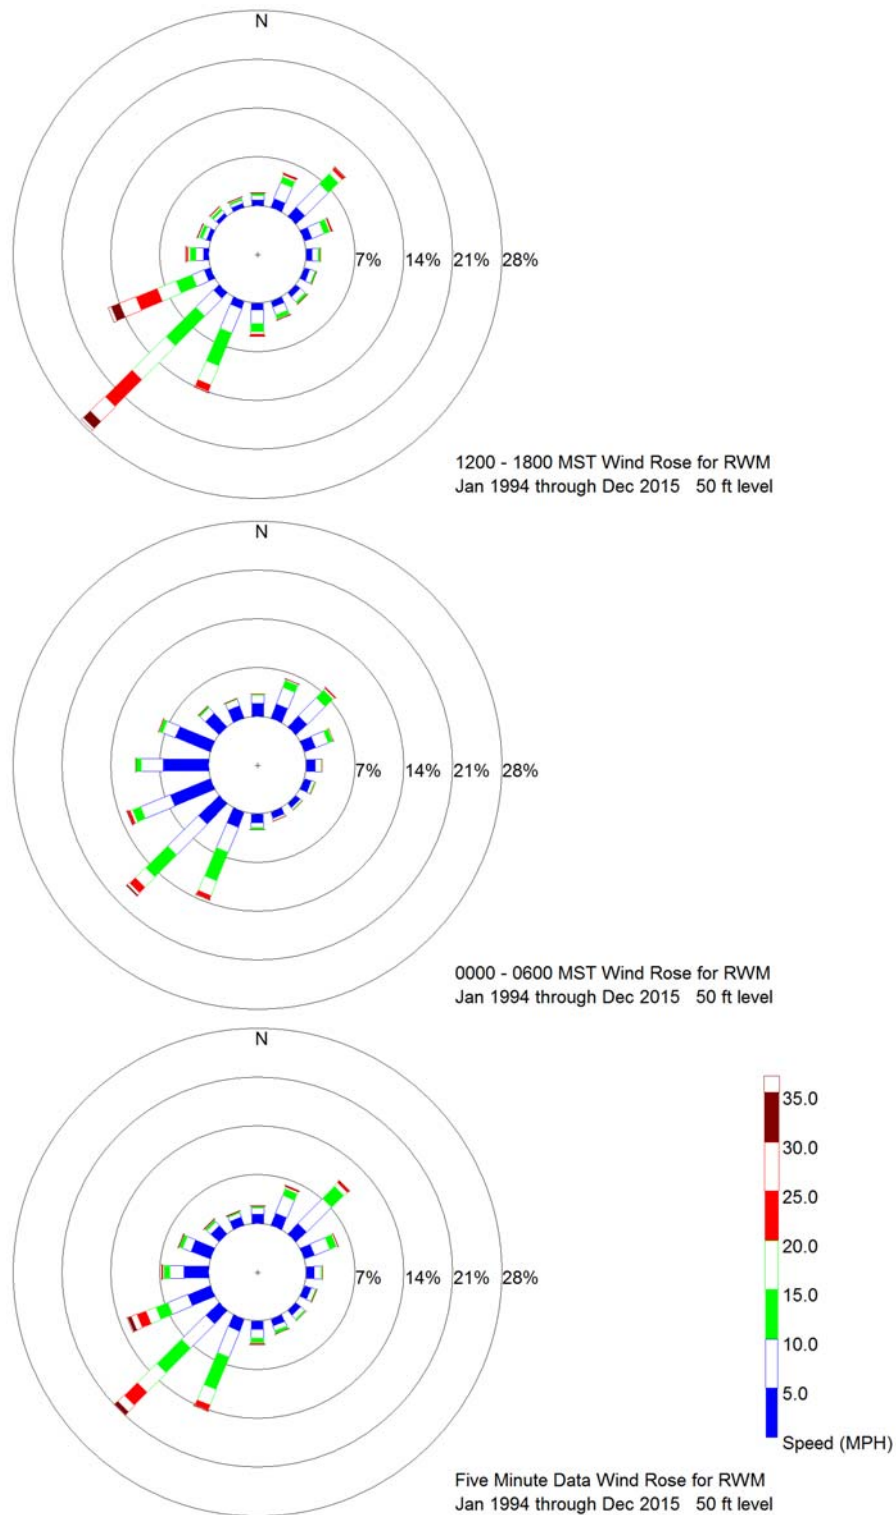 N
7% 14% 21% 28%
1200 - 1800 MST Wind Rose for RWM
Jan 1994 through Dec 2015 50 ft level
N
7% 14% 21% 28%
0000 - 0600 MST Wind Rose for RWM
Jan 1994 through Dec 2015 50 ft level
N
7% 14% 21% 28%
35.0
30.0
25.0
20.0
15.0
10.0
5.0
Speed (MPH)
Five Minute Data Wind Rose for RWM
Jan 1994 through Dec 2015 50 ft level